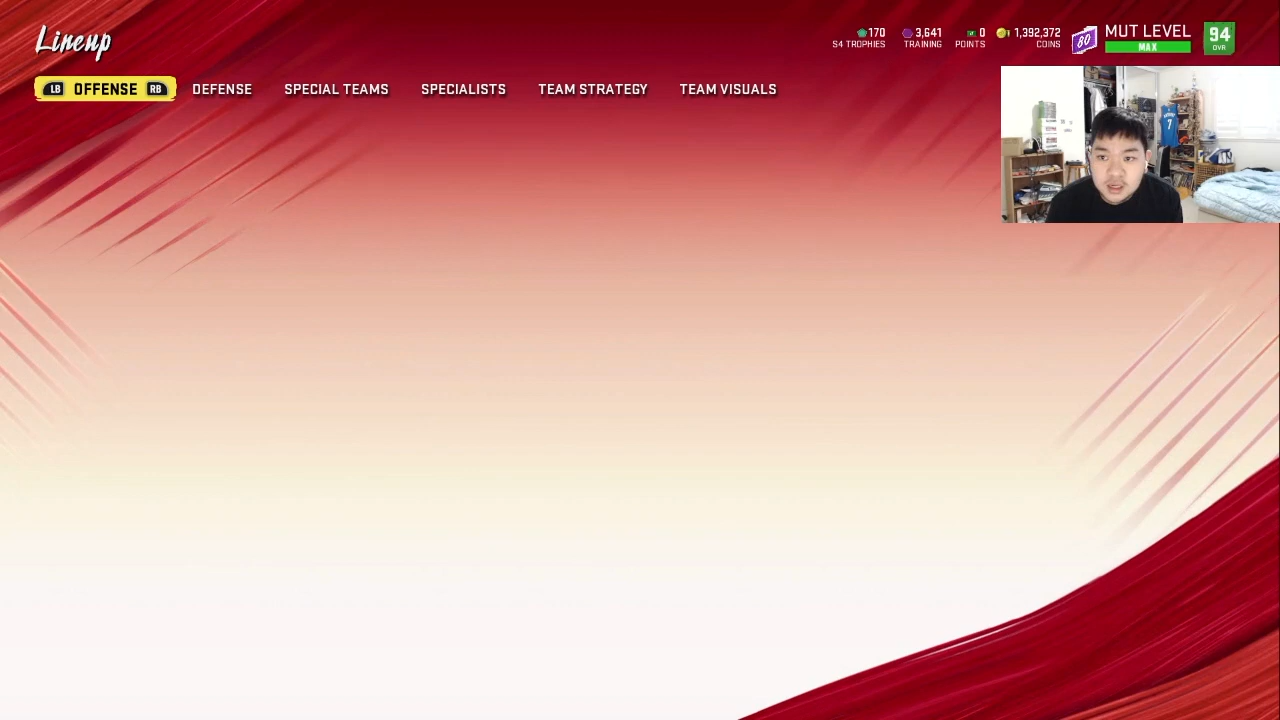 Lineup
170
S4 TROPHIES
3,641
TRAINING
0
POINTS
1,392,372
COINS
80
MUT LEVEL
MAX
94
OVR
LB OFFENSE RB DEFENSE SPECIAL TEAMS SPECIALISTS TEAM STRATEGY TEAM VISUALS
7